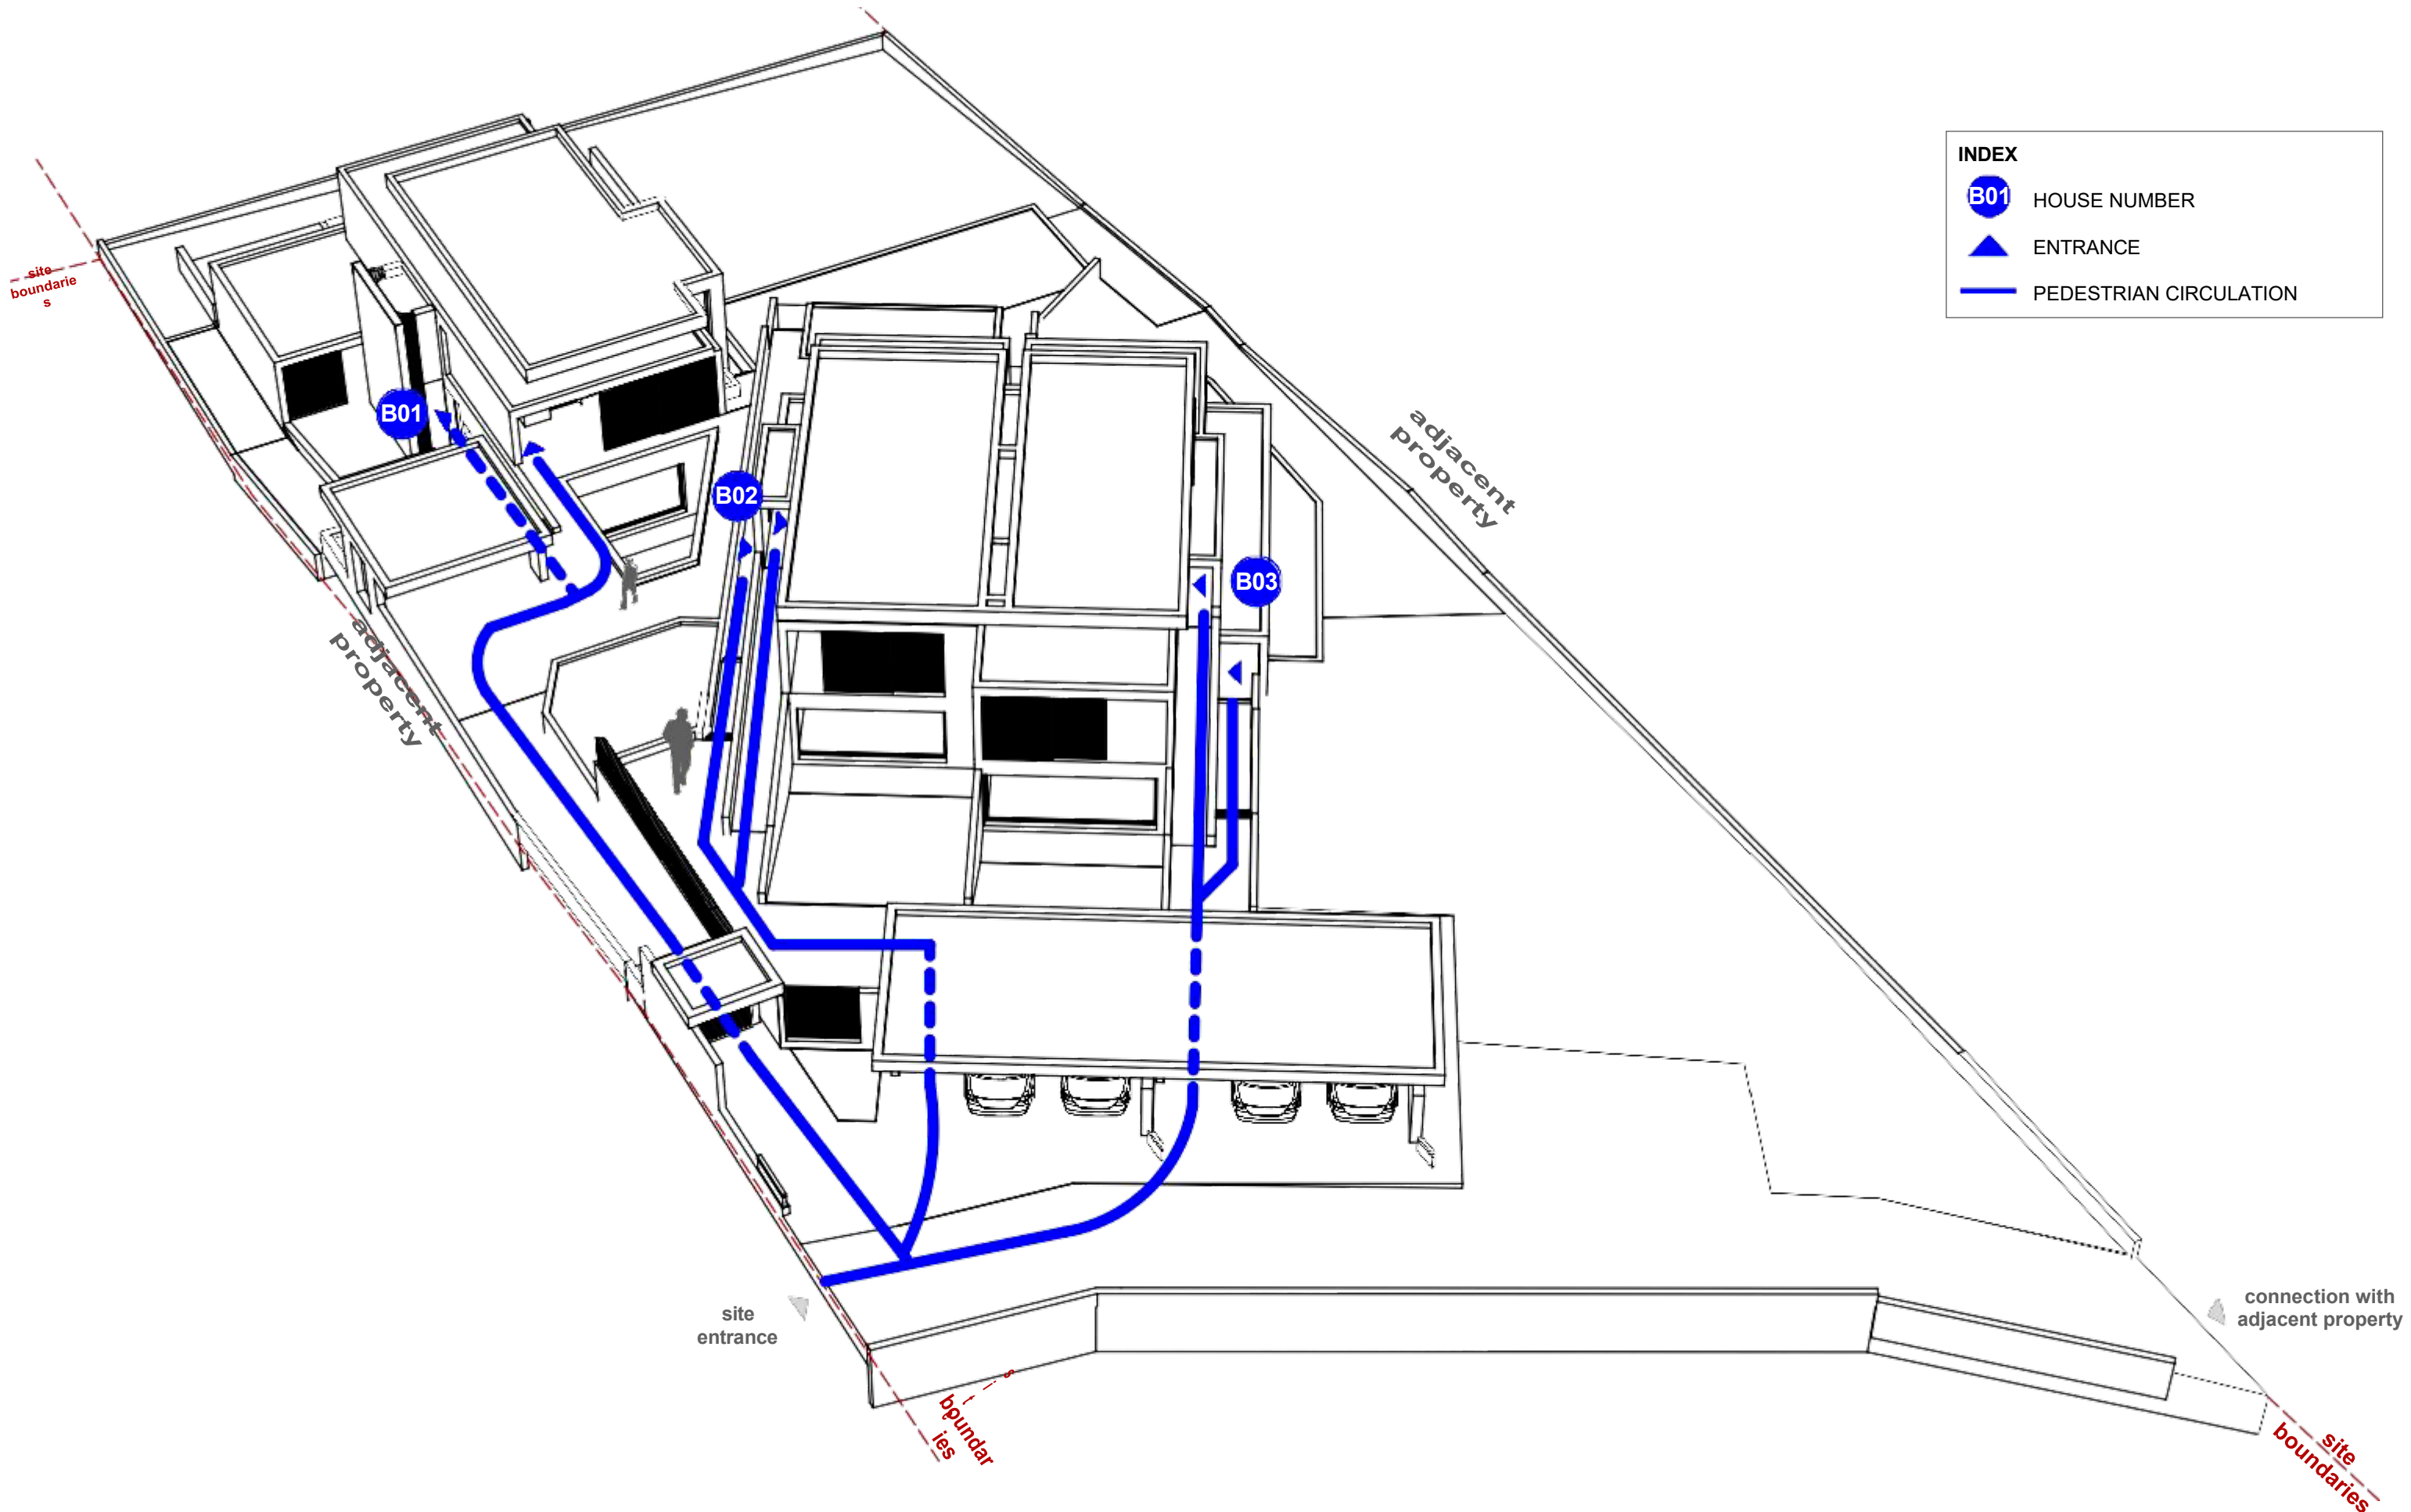 INDEX
B01
HOUSE NUMBER
ENTRANCE
PEDESTRIAN CIRCULATION
site
boundarie
s
B01
B02
B03
adjacent
property
adjacent
property
site
entrance
connection with
adjacent property
s
i
t
e
boundar
ies
site
boundaries